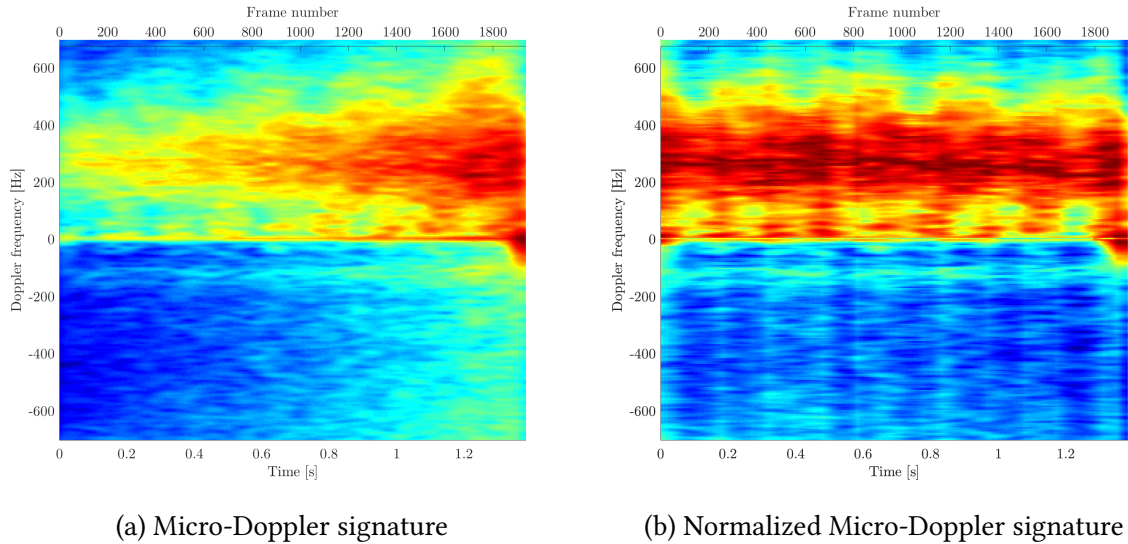 Frame number
0 200 400 600 800 1000 1200 1400 1600 1800
Doppler frequency [Hz]
600
400
200
0
-200
-400
-600
0 0.2 0.4 0.6 0.8 1 1.2
Time [s]
(a) Micro-Doppler signature
Frame number
0 200 400 600 800 1000 1200 1400 1600 1800
Doppler frequency [Hz]
600
400
200
0
-200
-400
-600
0 0.2 0.4 0.6 0.8 1 1.2
Time [s]
(b) Normalized Micro-Doppler signature